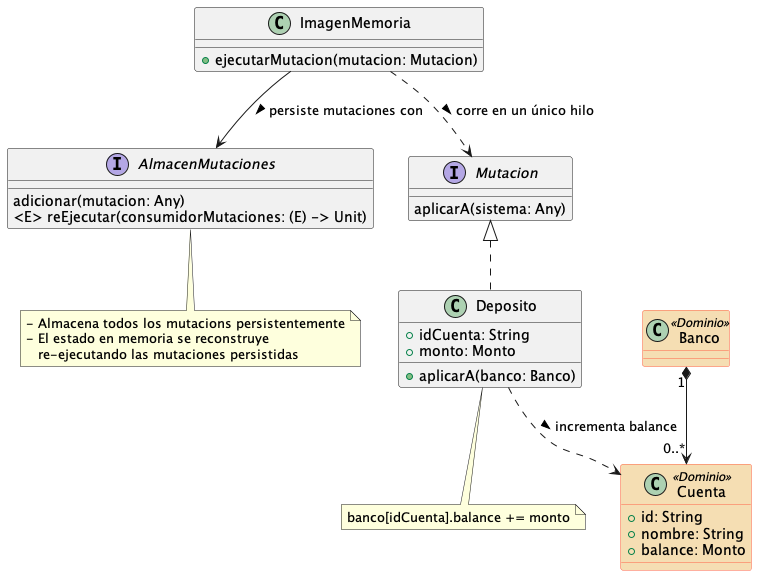 C ImagenMemoria
ejecutarMutacion(mutacion: Mutacion)
persiste mutaciones con
corre en un único hilo
I AlmacenMutaciones
adicionar(mutacion: Any)
<E> reEjecutar(consumidorMutaciones: (E) -> Unit)
I Mutacion
aplicarA(sistema: Any)
- Almacena todos los mutacions persistentemente
- El estado en memoria se reconstruye
re-ejecutando las mutaciones persistidas
C Deposito
idCuenta: String
monto: Monto
aplicarA(banco: Banco)
C «Dominio»
Banco
1
incrementa balance
0..*
banco[idCuenta].balance += monto
C «Dominio»
Cuenta
id: String
nombre: String
balance: Monto